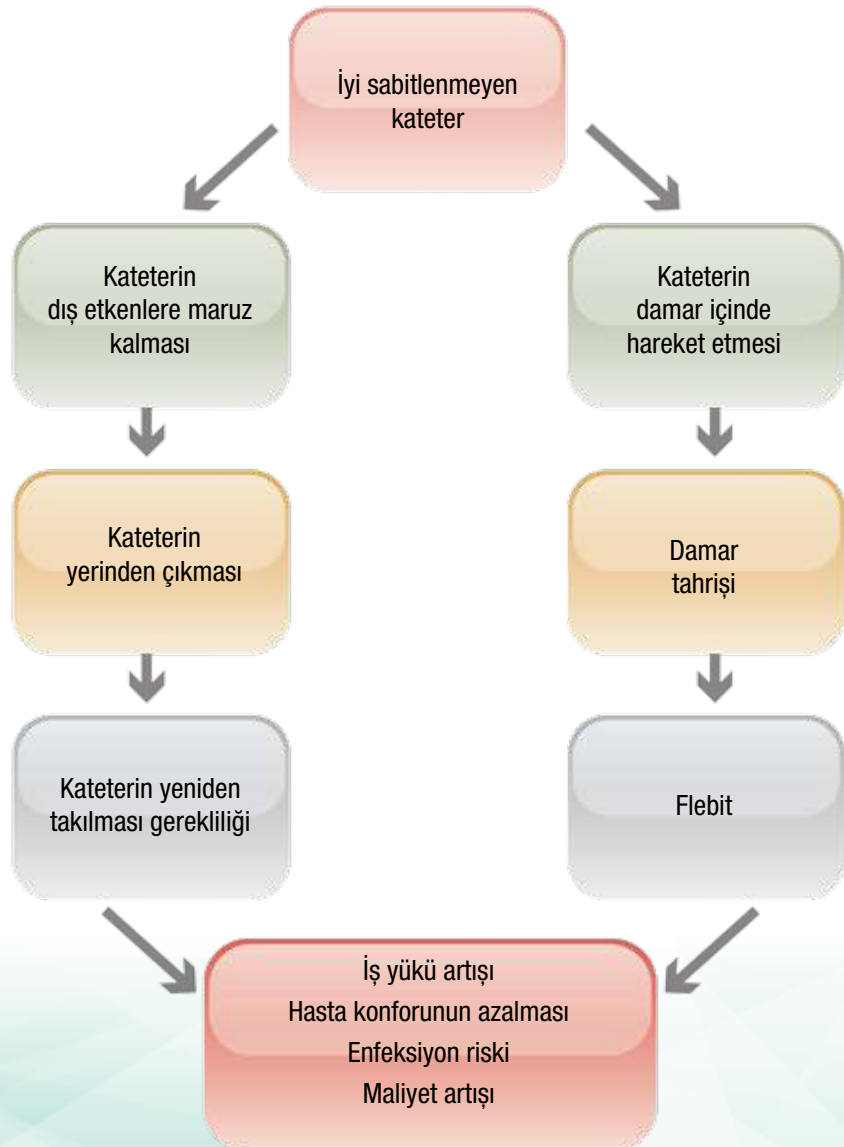 İyi sabitlenmeyen
kateter
Kateterin
dış etkenlere maruz
kalması
Kateterin
damar içinde
hareket etmesi
Kateterin
yerinden çıkması
Damar
tahrişi
Kateterin yeniden
takılması gerekliliği
Flebit
İş yükü artışı
Hasta konforunun azalması
Enfeksiyon riski
Maliyet artışı